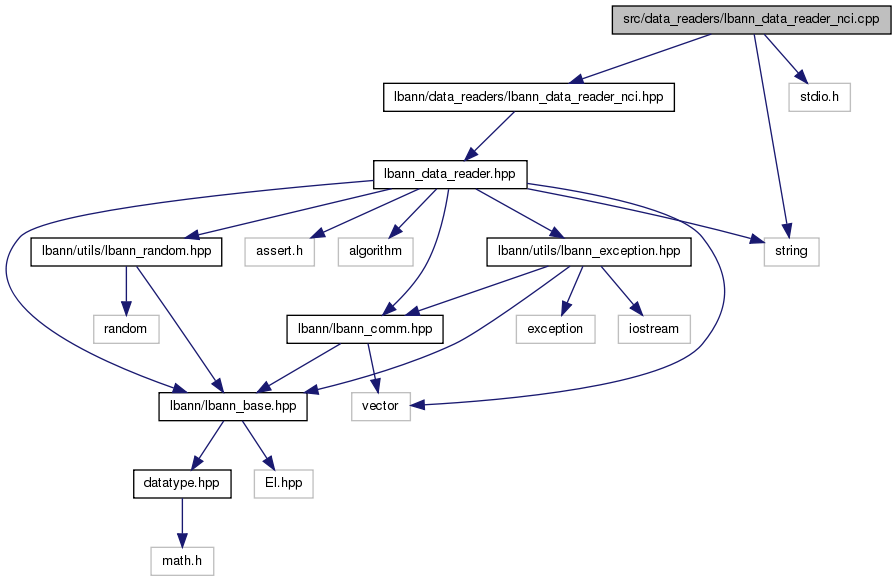 src/data_readers/lbann_data_reader_nci.cpp
lbann/data_readers/lbann_data_reader_nci.hpp
stdio.h
lbann_data_reader.hpp
lbann/utils/lbann_random.hpp
assert.h
algorithm
lbann/utils/lbann_exception.hpp
string
random
lbann/lbann_comm.hpp
exception
iostream
lbann/lbann_base.hpp
vector
datatype.hpp
El.hpp
math.h